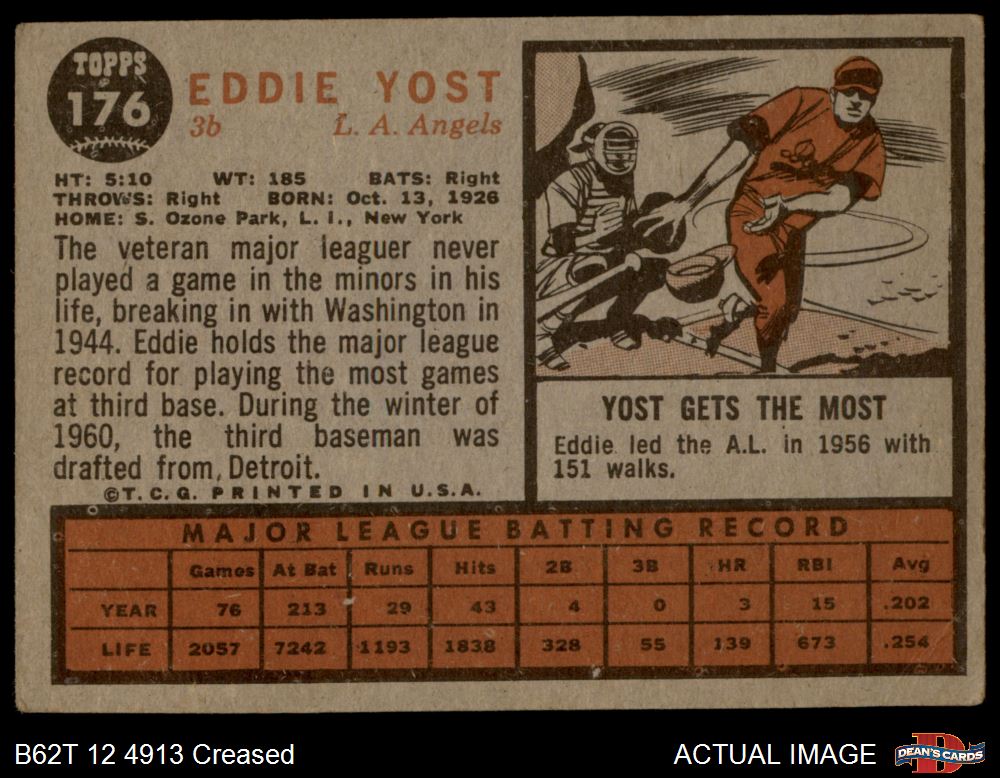 TOPPS
176
EDDIE YOST
3b L. A. Angels
HT: 5:10 WT: 185 BATS: Right
THROWS: Right BORN: Oct. 13, 1926
HOME: S. Ozone Park, L. I., New York
The veteran major leaguer never
played a game in the minors in his
life, breaking in with Washington in
1944. Eddie holds the major league
record for playing the most games
at third base. During the winter of
1960, the third baseman was
drafted from Detroit.
©T. C. G. PRINTED IN U.S.A.
YOST GETS THE MOST
Eddie led the A.L. in 1956 with
151 walks.
MAJOR LEAGUE BATTING RECORD
Games At Bat Runs Hits 2B 3B HR RBI Avg
YEAR 76 213 29 43 4 0 3 15 .202
LIFE 2057 7242 1193 1838 328 55 139 673 .254
B62T 12 4913 Creased
ACTUAL IMAGE
DEAN'S CARDS